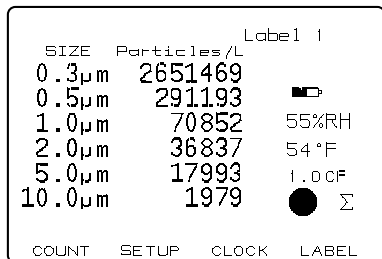 Label 1
SIZE Particles/L
0.3µm 2651469
0.5µm 291193
1.0µm 70852 55%RH
2.0µm 36837 54°F
5.0µm 17993 1.0CF
10.0µm 1979 Σ
COUNT SETUP CLOCK LABEL